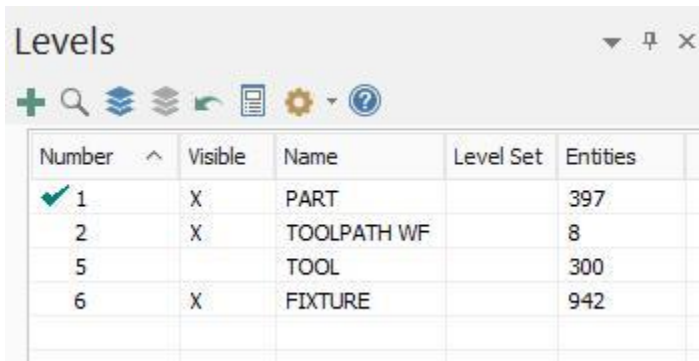 Levels
Number Visible Name Level Set Entities
1 X PART 397
2 X TOOLPATH WF 8
5 TOOL 300
6 X FIXTURE 942